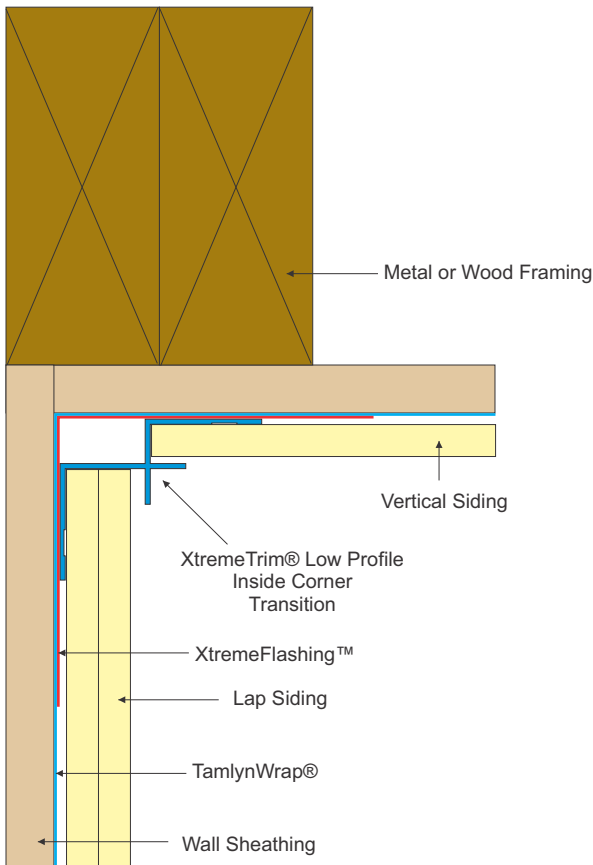 Metal or Wood Framing
Vertical Siding
XtremeTrim® Low Profile
Inside Corner
Transition
XtremeFlashing™
Lap Siding
TamlynWrap®
Wall Sheathing